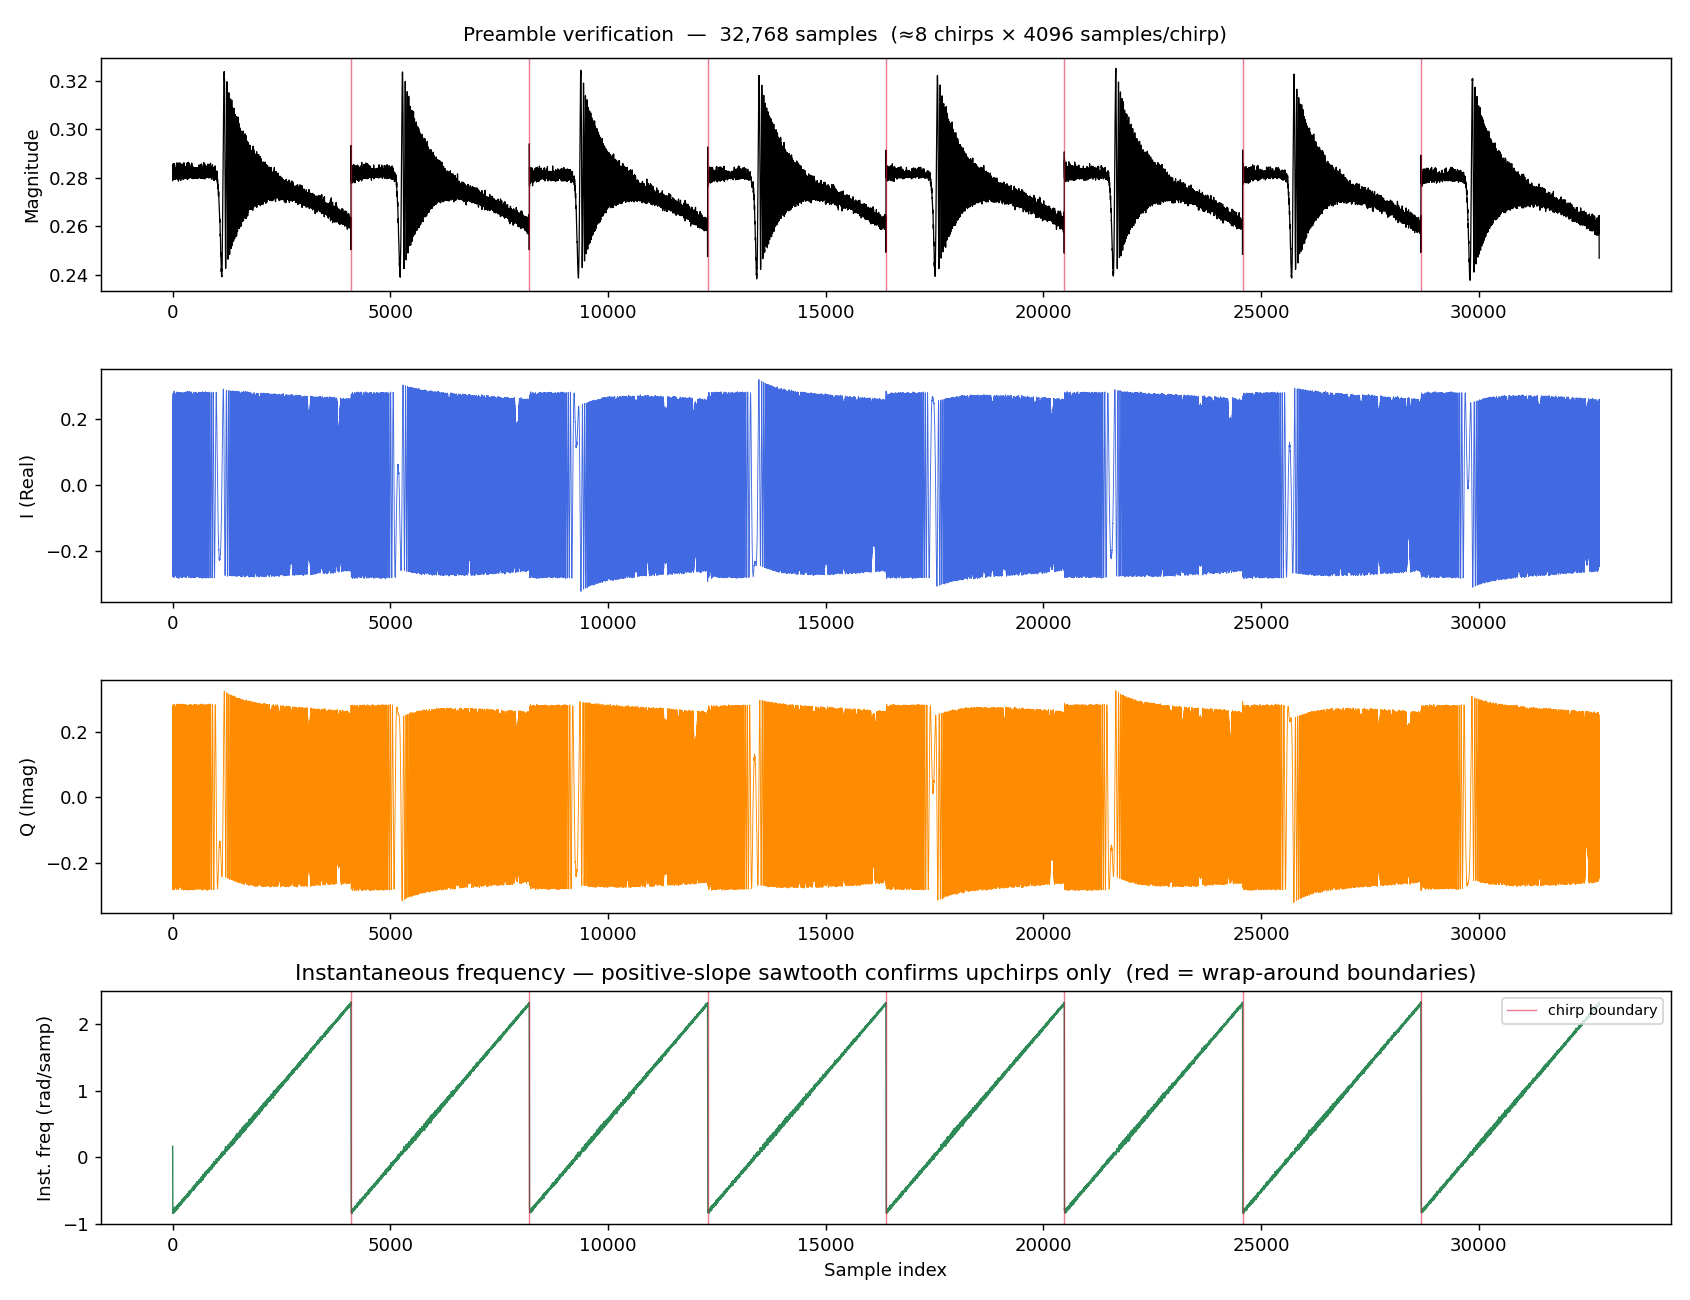 Preamble verification — 32,768 samples (≈8 chirps × 4096 samples/chirp)
Magnitude
0.32
0.30
0.28
0.26
0.24
0 5000 10000 15000 20000 25000 30000
I (Real)
0.2
0.0
−0.2
0 5000 10000 15000 20000 25000 30000
Q (Imag)
0.2
0.0
−0.2
0 5000 10000 15000 20000 25000 30000
Instantaneous frequency — positive-slope sawtooth confirms upchirps only (red = wrap-around boundaries)
Inst. freq (rad/samp)
2
1
0
−1
chirp boundary
0 5000 10000 15000 20000 25000 30000
Sample index